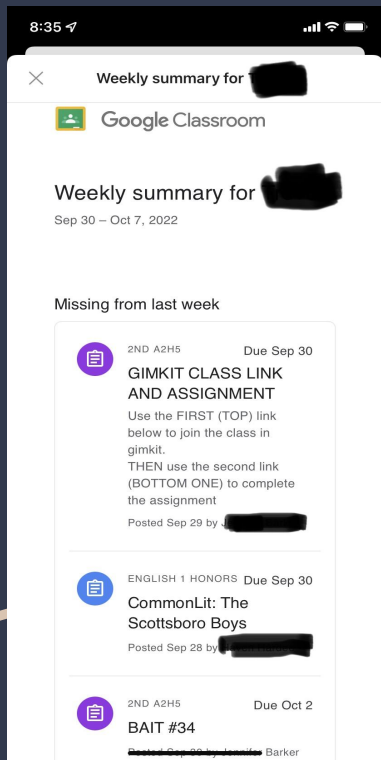 8:35
Weekly summary for
Google Classroom
Weekly summary for
Sep 30 – Oct 7, 2022
Missing from last week
2ND A2H5 Due Sep 30
GIMKIT CLASS LINK
AND ASSIGNMENT
Use the FIRST (TOP) link
below to join the class in
gimkit.
THEN use the second link
(BOTTOM ONE) to complete
the assignment
Posted Sep 29 by
ENGLISH 1 HONORS Due Sep 30
CommonLit: The
Scottsboro Boys
Posted Sep 28 by
2ND A2H5 Due Oct 2
BAIT #34
Barker